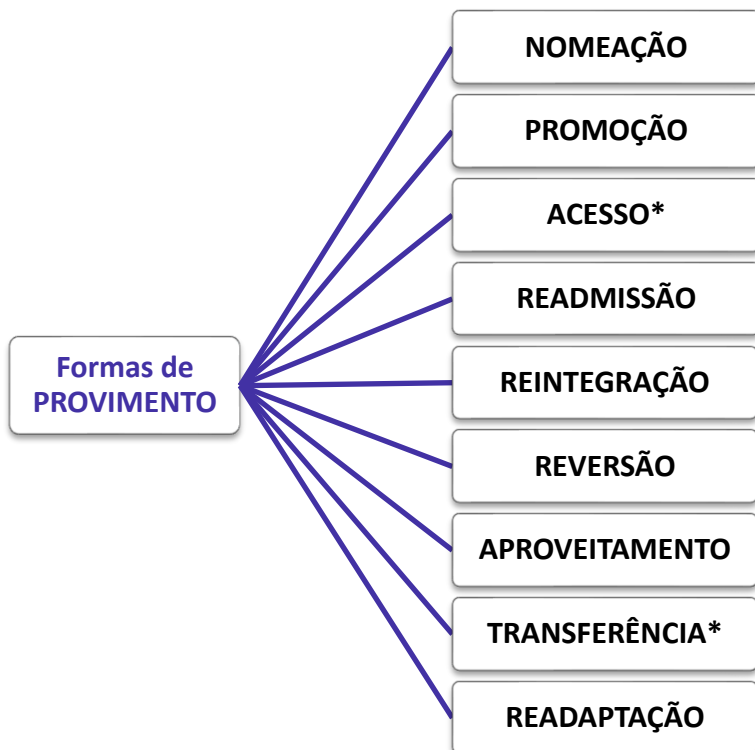 Formas de
PROVIMENTO
NOMEAÇÃO
PROMOÇÃO
ACESSO*
READMISSÃO
REINTEGRAÇÃO
REVERSÃO
APROVEITAMENTO
TRANSFERÊNCIA*
READAPTAÇÃO